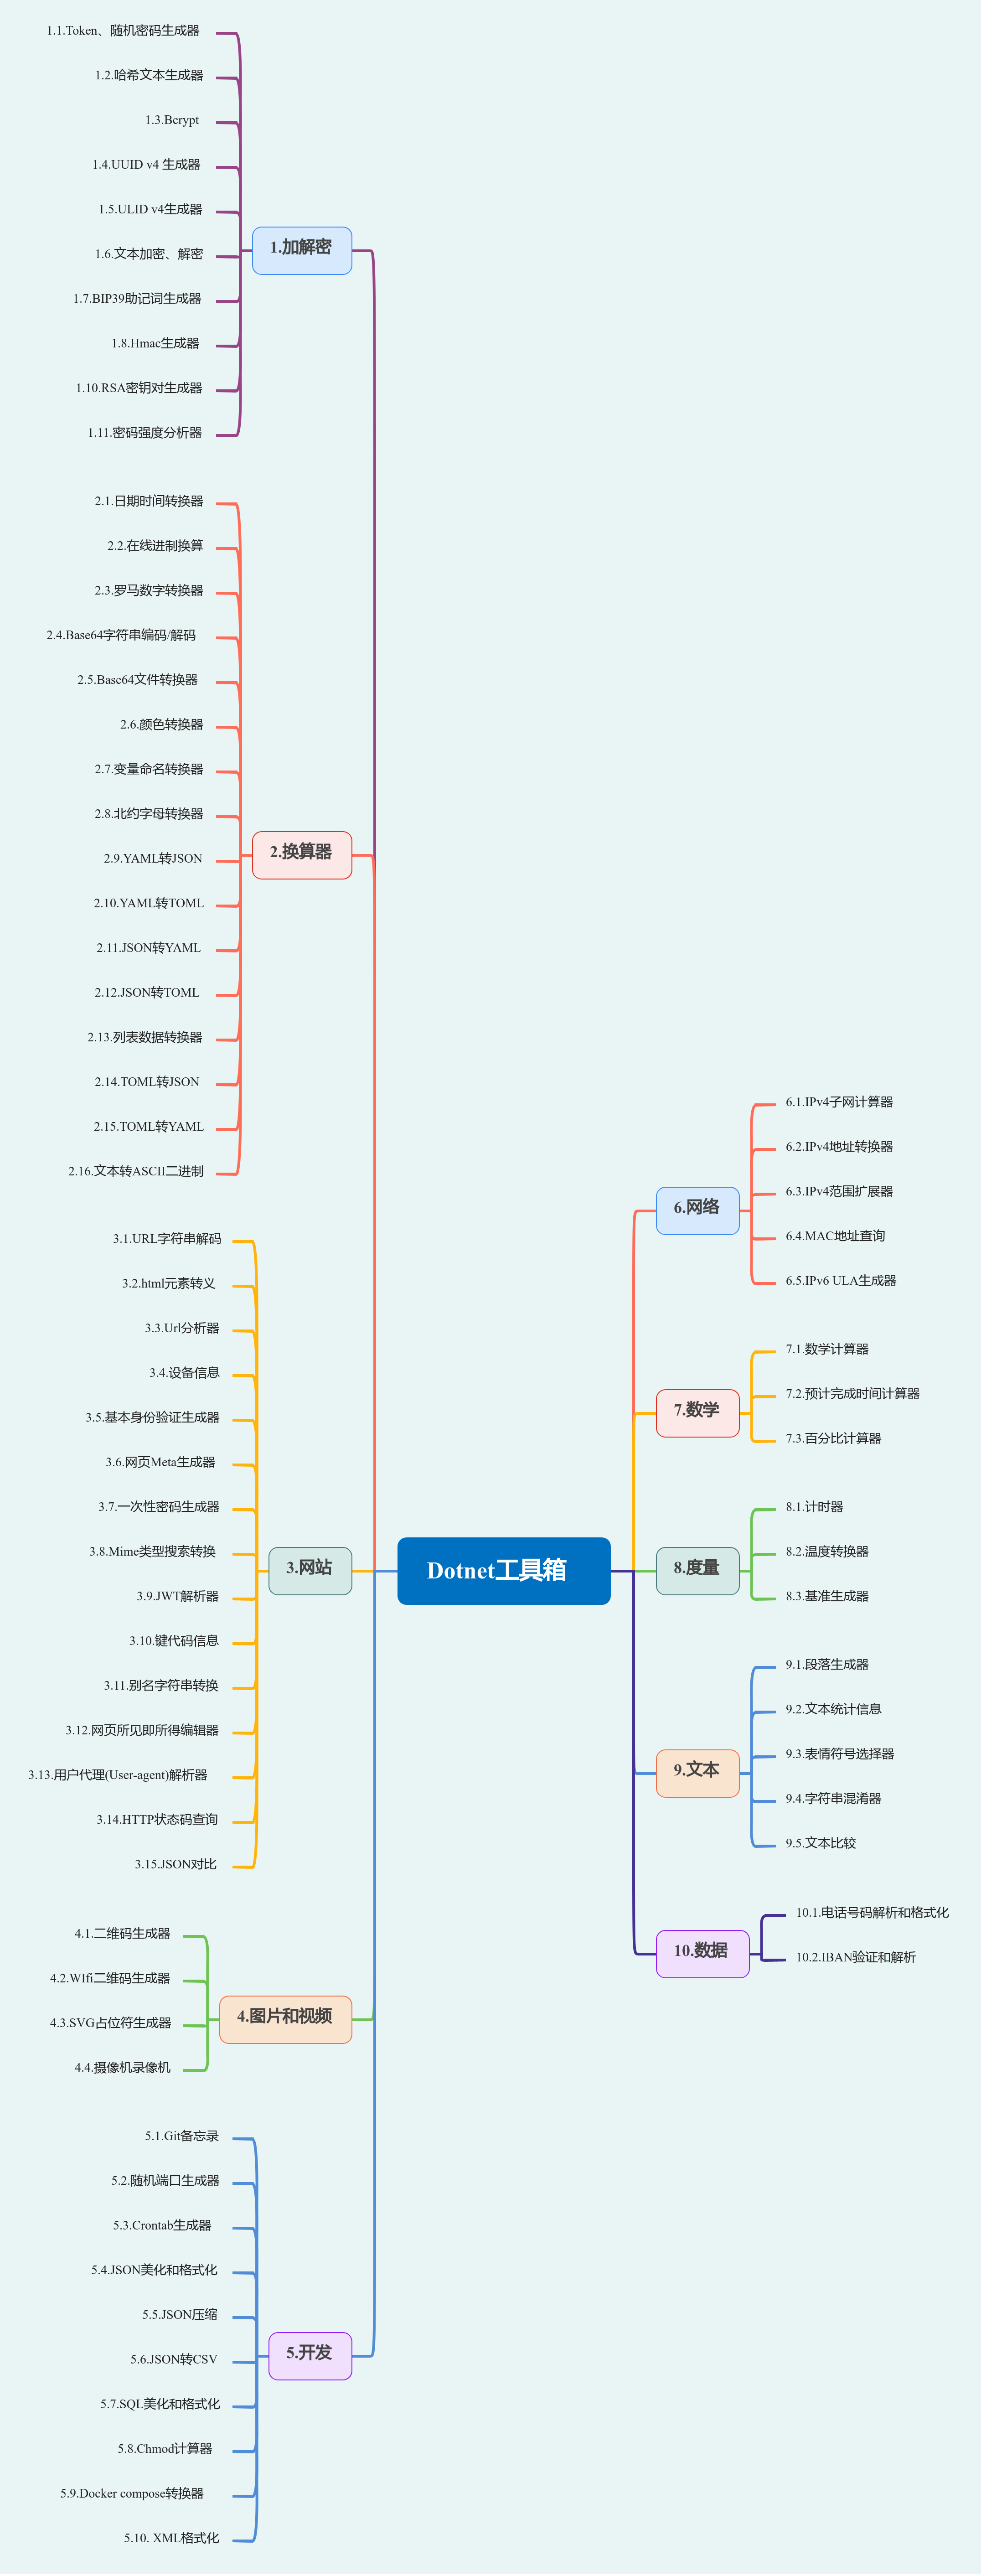 Dotnet工具箱
1.加解密
1.1.Token、随机密码生成器
1.2.哈希文本生成器
1.3.Bcrypt
1.4.UUID v4 生成器
1.5.ULID v4生成器
1.6.文本加密、解密
1.7.BIP39助记词生成器
1.8.Hmac生成器
1.10.RSA密钥对生成器
1.11.密码强度分析器
2.换算器
2.1.日期时间转换器
2.2.在线进制换算
2.3.罗马数字转换器
2.4.Base64字符串编码/解码
2.5.Base64文件转换器
2.6.颜色转换器
2.7.变量命名转换器
2.8.北约字母转换器
2.9.YAML转JSON
2.10.YAML转TOML
2.11.JSON转YAML
2.12.JSON转TOML
2.13.列表数据转换器
2.14.TOML转JSON
2.15.TOML转YAML
2.16.文本转ASCII二进制
3.网站
3.1.URL字符串解码
3.2.html元素转义
3.3.Url分析器
3.4.设备信息
3.5.基本身份验证生成器
3.6.网页Meta生成器
3.7.一次性密码生成器
3.8.Mime类型搜索转换
3.9.JWT解析器
3.10.键代码信息
3.11.别名字符串转换
3.12.网页所见即所得编辑器
3.13.用户代理(User-agent)解析器
3.14.HTTP状态码查询
3.15.JSON对比
4.图片和视频
4.1.二维码生成器
4.2.WIfi二维码生成器
4.3.SVG占位符生成器
4.4.摄像机录像机
5.开发
5.1.Git备忘录
5.2.随机端口生成器
5.3.Crontab生成器
5.4.JSON美化和格式化
5.5.JSON压缩
5.6.JSON转CSV
5.7.SQL美化和格式化
5.8.Chmod计算器
5.9.Docker compose转换器
5.10. XML格式化
6.网络
6.1.IPv4子网计算器
6.2.IPv4地址转换器
6.3.IPv4范围扩展器
6.4.MAC地址查询
6.5.IPv6 ULA生成器
7.数学
7.1.数学计算器
7.2.预计完成时间计算器
7.3.百分比计算器
8.度量
8.1.计时器
8.2.温度转换器
8.3.基准生成器
9.文本
9.1.段落生成器
9.2.文本统计信息
9.3.表情符号选择器
9.4.字符串混淆器
9.5.文本比较
10.数据
10.1.电话号码解析和格式化
10.2.IBAN验证和解析